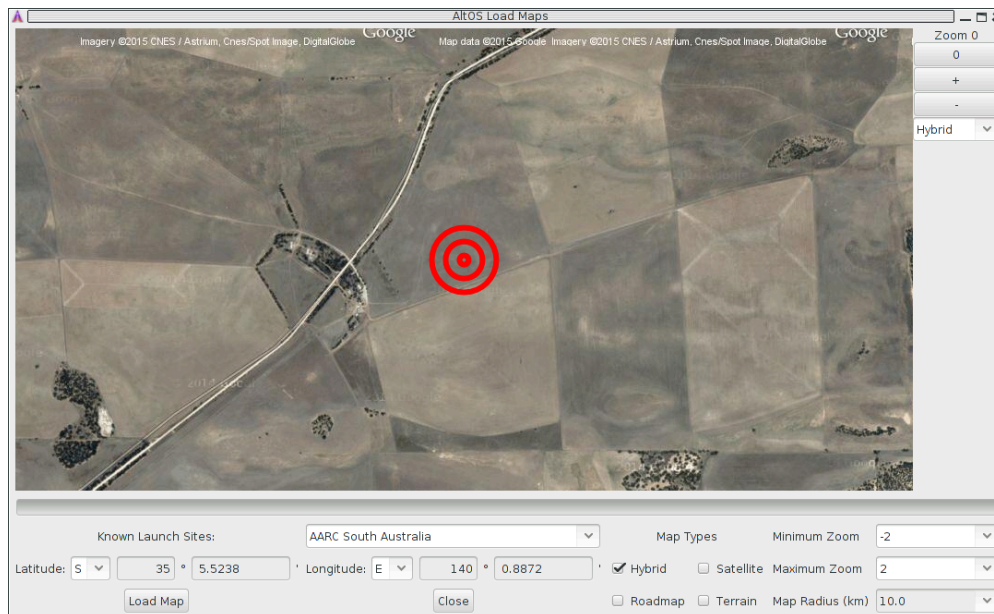 AltOS Load Maps
Imagery ©2015 CNES / Astrium, Cnes/Spot Image, DigitalGlobe Google Map data ©2015 Google Imagery ©2015 CNES / Astrium, Cnes/Spot Image, DigitalGlobe Google
Zoom 0
0
+
-
Hybrid
Known Launch Sites: AARC South Australia Map Types Minimum Zoom -2
Latitude: S 35 ° 5.5238 ' Longitude: E 140 ° 0.8872 ' Hybrid Satellite Maximum Zoom 2
Load Map Close Roadmap Terrain Map Radius (km) 10.0